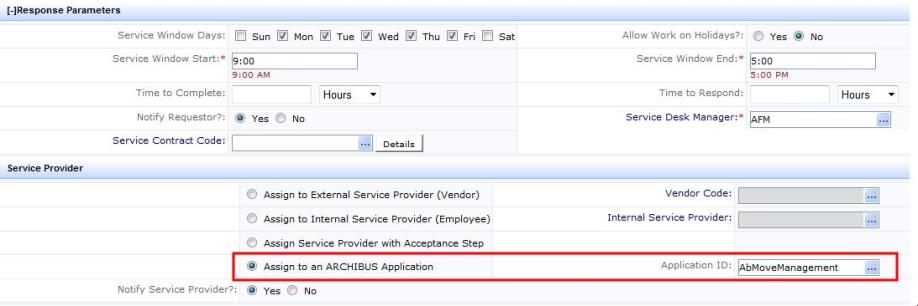 [-]Response Parameters
Service Window Days: Sun Mon Tue Wed Thu Fri Sat Allow Work on Holidays?: Yes No
Service Window Start:* 9:00 Service Window End:* 5:00
9:00 AM 5:00 PM
Time to Complete: Hours Time to Respond: Hours
Notify Requestor?: Yes No Service Desk Manager:* AFM ...
Service Contract Code: ... Details
Service Provider
Assign to External Service Provider (Vendor) Vendor Code: ...
Assign to Internal Service Provider (Employee) Internal Service Provider: ...
Assign Service Provider with Acceptance Step
Assign to an ARCHIBUS Application Application ID: AbMoveManagement ...
Notify Service Provider?: Yes No